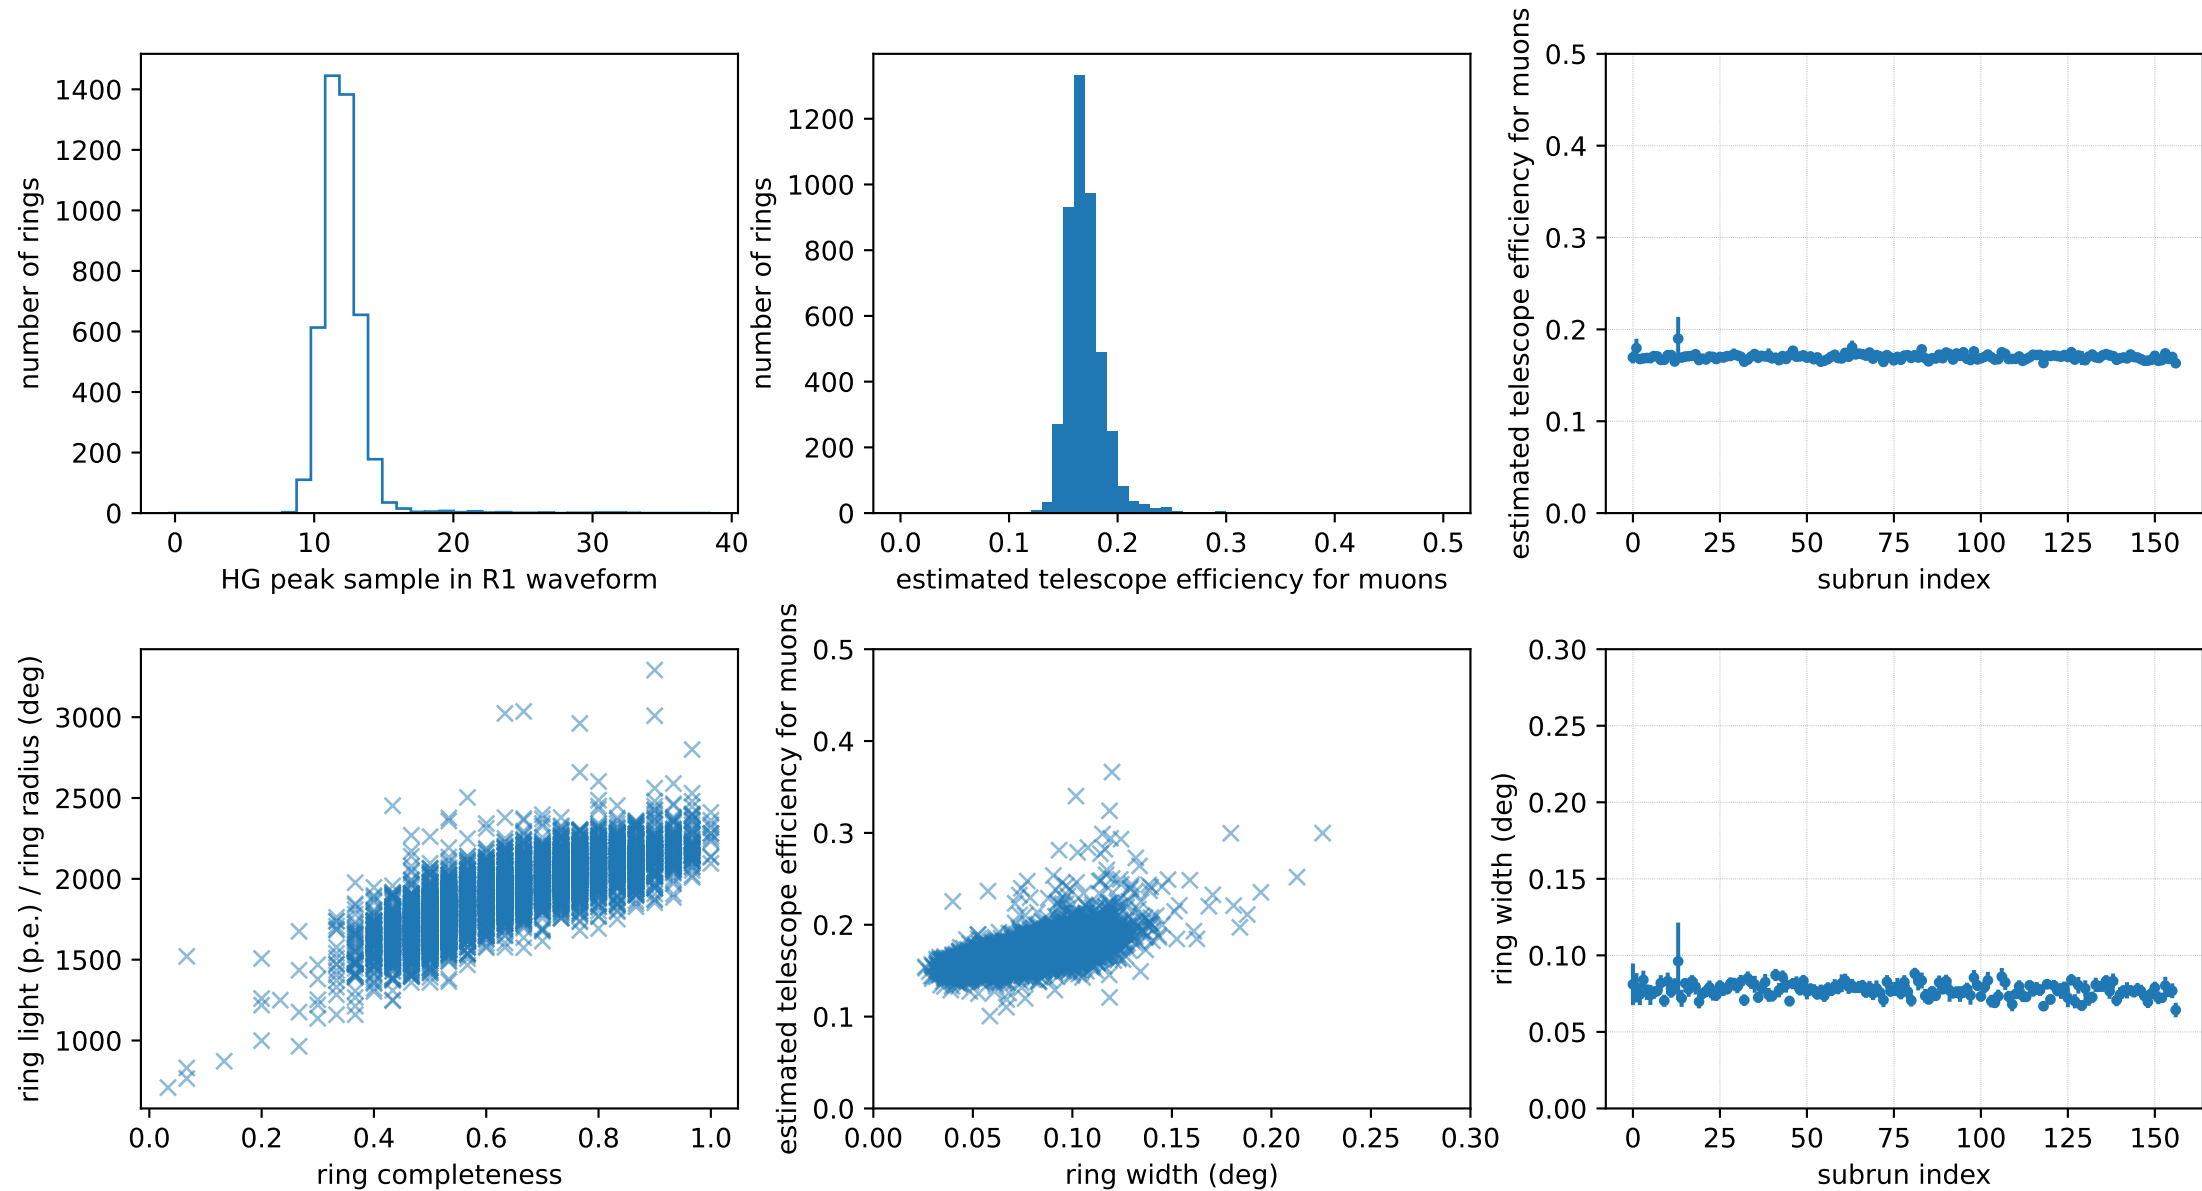 number of rings
1400
1200
1000
800
600
400
200
0
0 10 20 30 40
HG peak sample in R1 waveform
number of rings
1200
1000
800
600
400
200
0
0.0 0.1 0.2 0.3 0.4 0.5
estimated telescope efficiency for muons
estimated telescope efficiency for muons
0.5
0.4
0.3
0.2
0.1
0.0
0 25 50 75 100 125 150
subrun index
ring light (p.e.) / ring radius (deg)
3000
2500
2000
1500
1000
0.0 0.2 0.4 0.6 0.8 1.0
ring completeness
estimated telescope efficiency for muons
0.5
0.4
0.3
0.2
0.1
0.0
0.00 0.05 0.10 0.15 0.20 0.25 0.30
ring width (deg)
ring width (deg)
0.30
0.25
0.20
0.15
0.10
0.05
0.00
0 25 50 75 100 125 150
subrun index